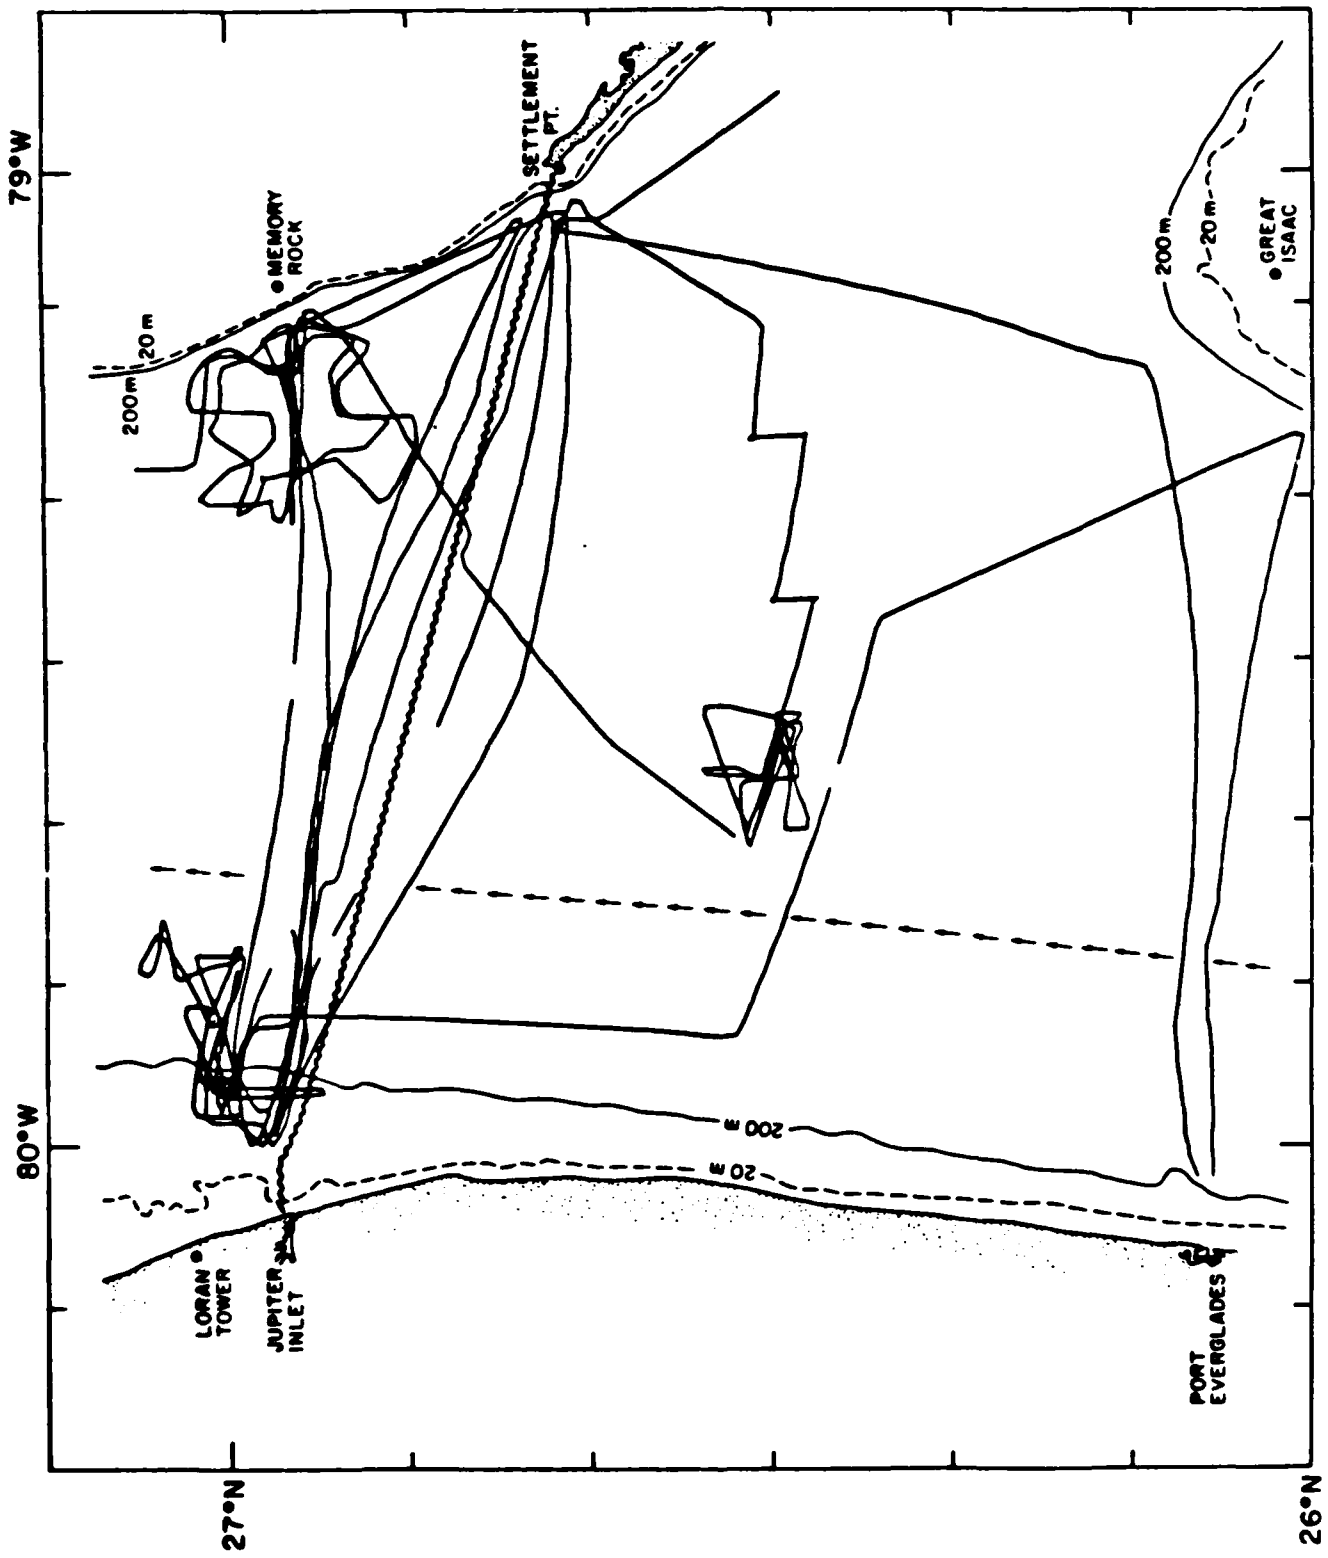 79°W
80°W
27°N
26°N
SETTLEMENT
PT.
MEMORY
ROCK
20m
200m
200m
20m
GREAT
ISAAC
200 m
20 m
LORAN
TOWER
JUPITER
INLET
PORT
EVERGLADES